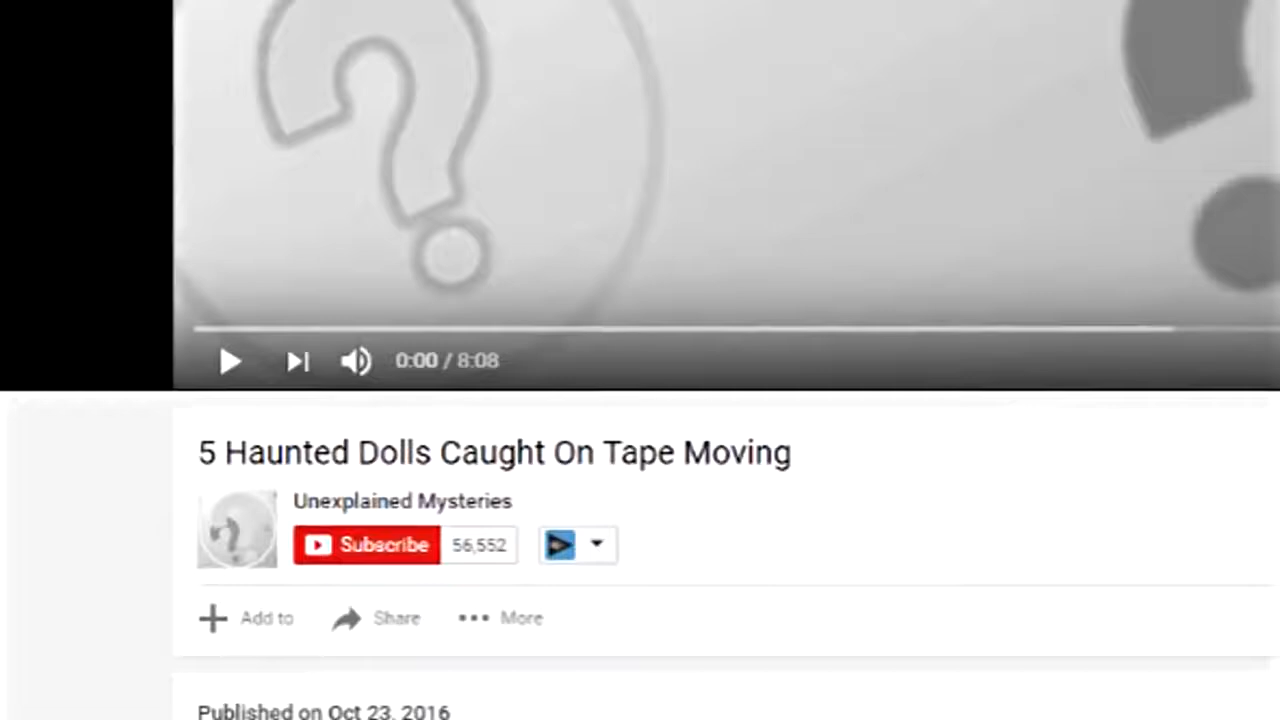 0:00 / 8:08
5 Haunted Dolls Caught On Tape Moving
Unexplained Mysteries
Subscribe 56,552
Add to Share More
Published on Oct 23, 2016